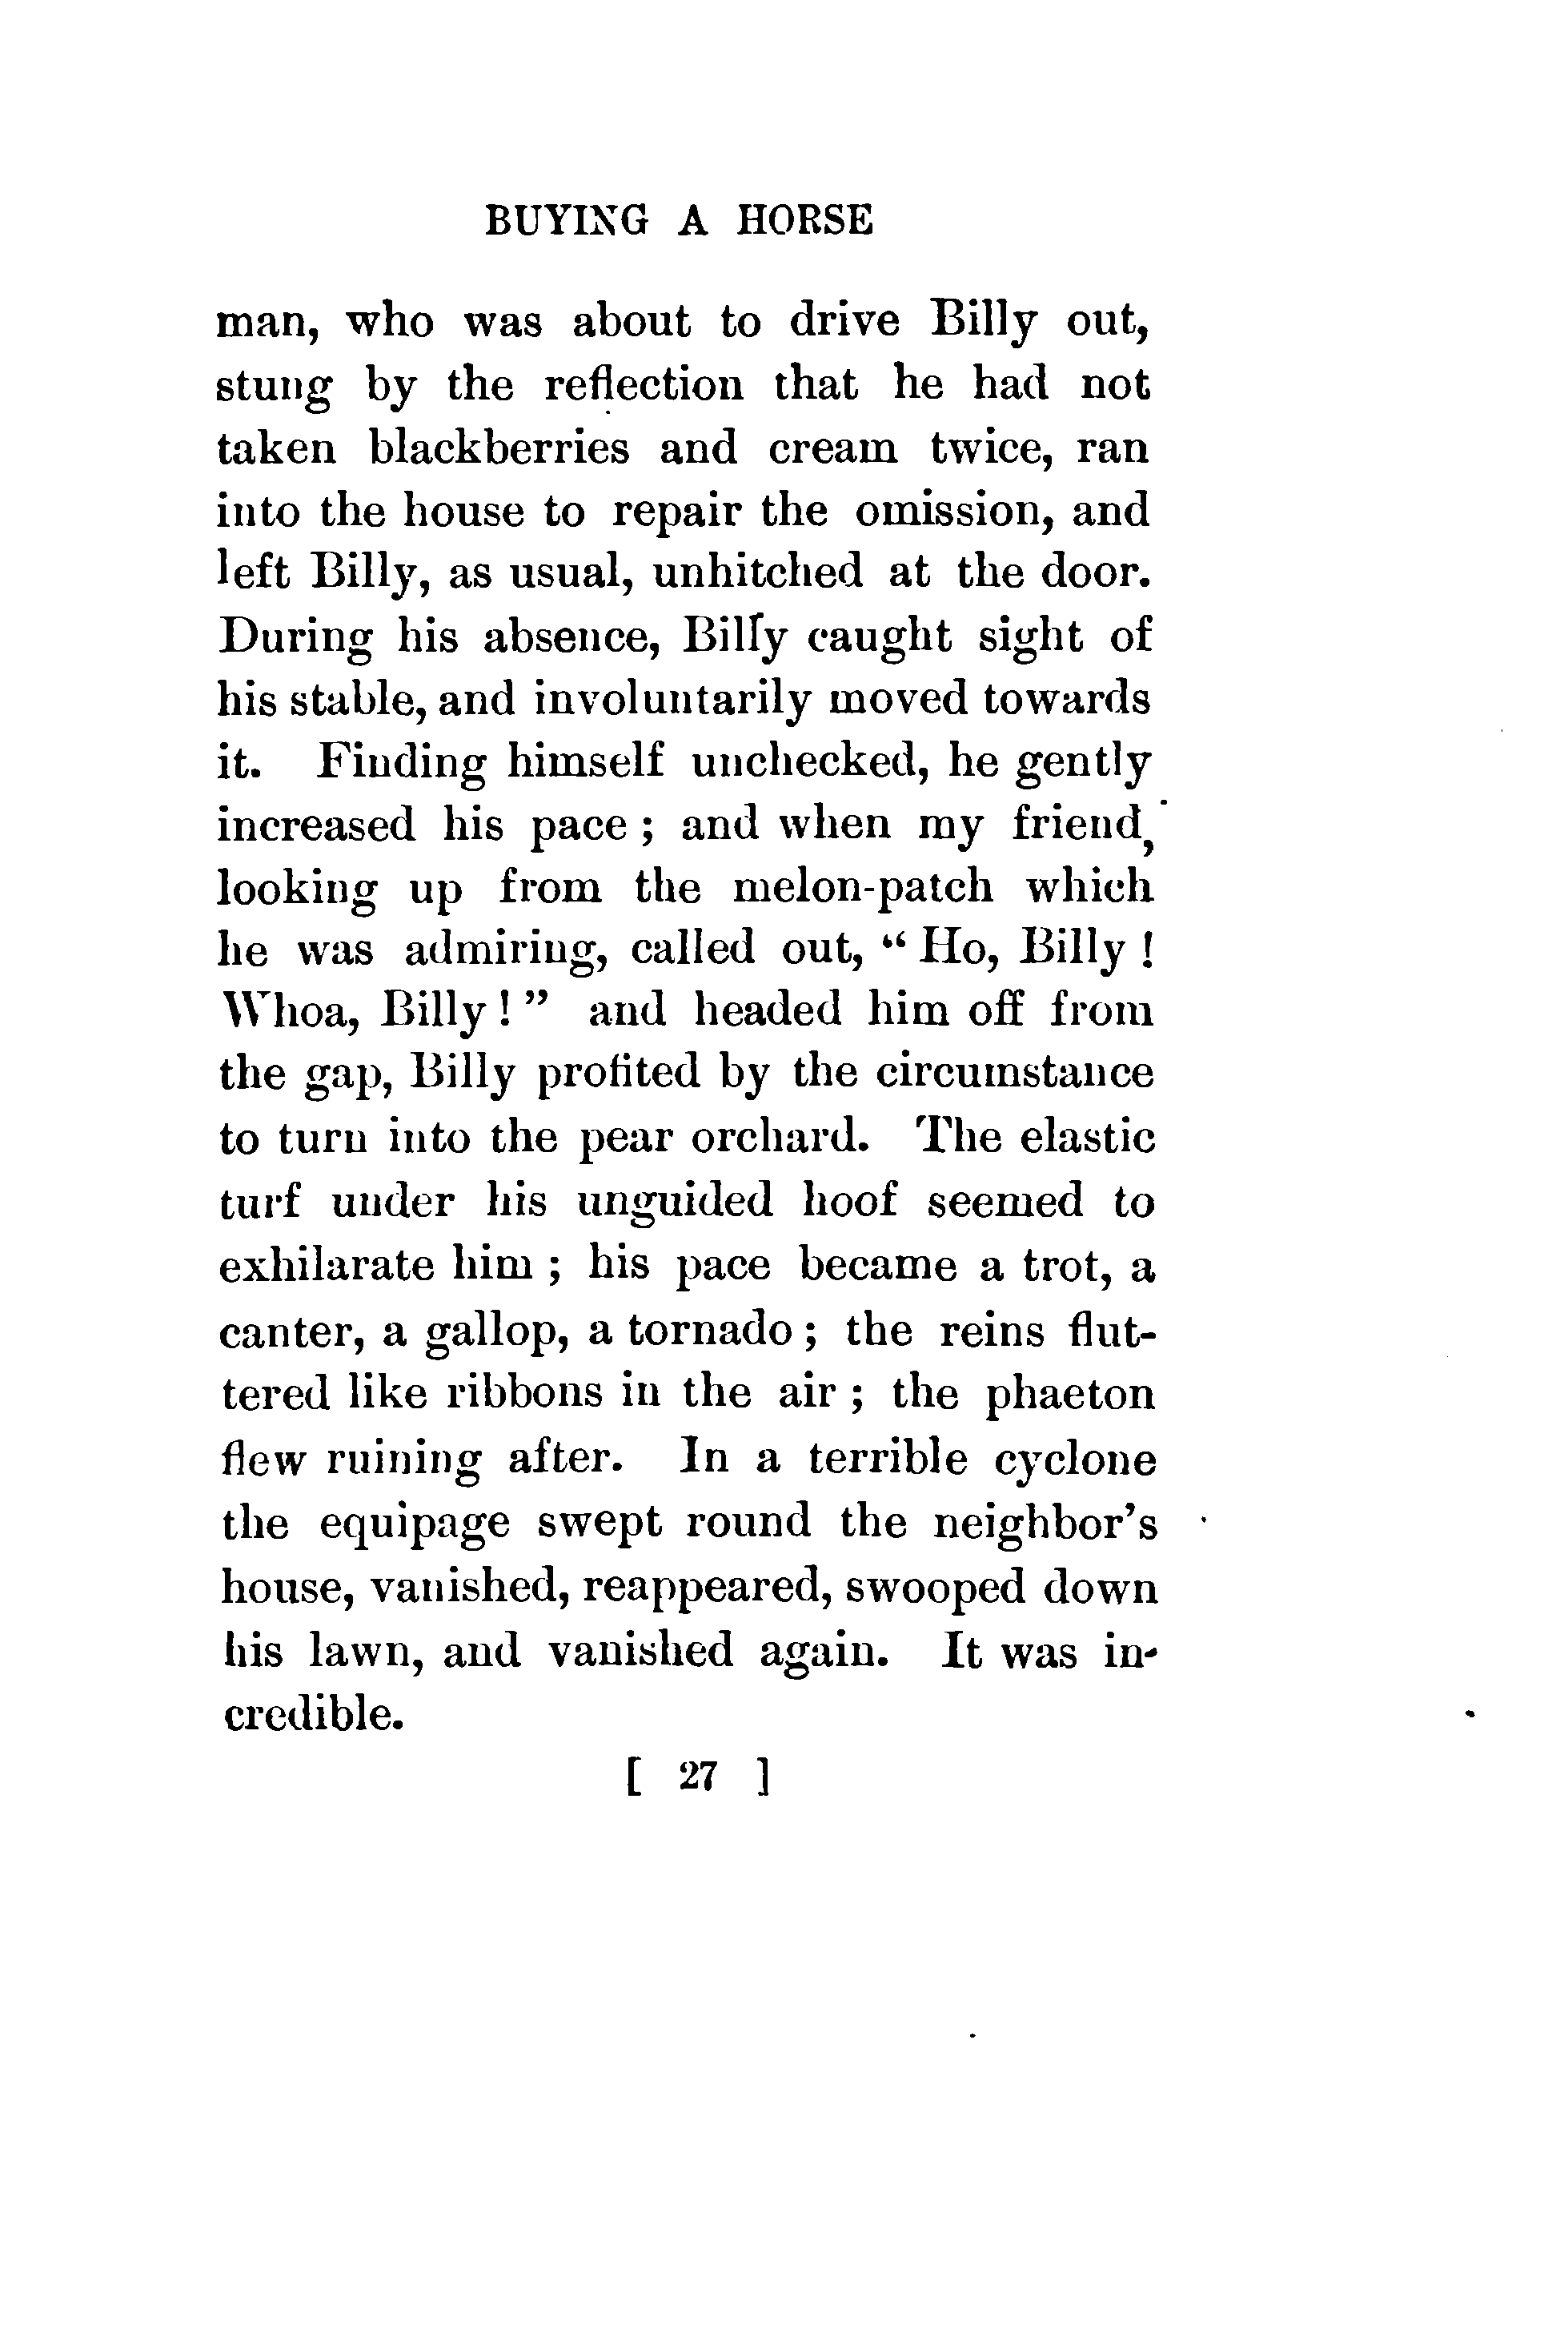 BUYING A HORSE
man, who was about to drive Billy out,
stung by the reflection that he had not
taken blackberries and cream twice, ran
into the house to repair the omission, and
left Billy, as usual, unhitched at the door.
During his absence, Billy caught sight of
his stable, and involuntarily moved towards
it. Finding himself unchecked, he gently
increased his pace ; and when my friend,
looking up from the melon-patch which
he was admiring, called out, “ Ho, Billy !
Whoa, Billy ! ” and headed him off from
the gap, Billy profited by the circumstance
to turn into the pear orchard. The elastic
turf under his unguided hoof seemed to
exhilarate him ; his pace became a trot, a
canter, a gallop, a tornado ; the reins flut-
tered like ribbons in the air ; the phaeton
flew ruining after. In a terrible cyclone
the equipage swept round the neighbor’s
house, vanished, reappeared, swooped down
his lawn, and vanished again. It was in-
credible.
[ 27 ]